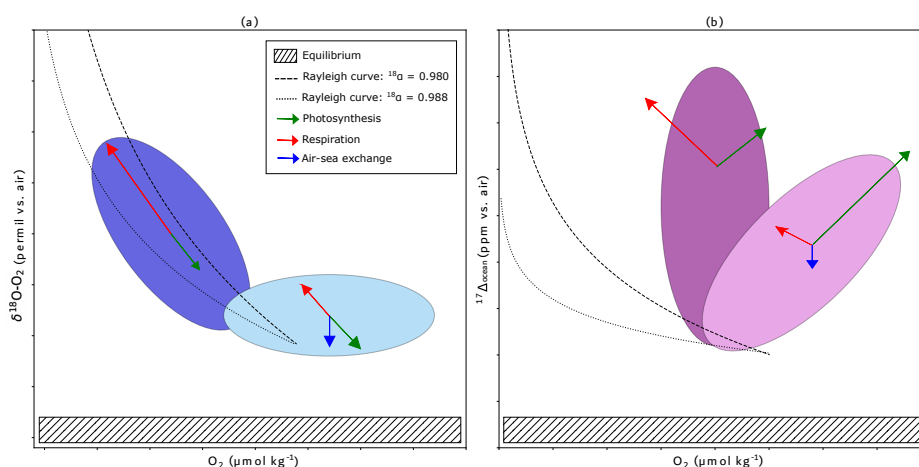 (a)
δ¹⁸O-O₂ (permil vs. air)
Equilibrium
Rayleigh curve: ¹⁸α = 0.980
Rayleigh curve: ¹⁸α = 0.988
Photosynthesis
Respiration
Air-sea exchange
O₂ (μmol kg⁻¹)
(b)
¹⁷Δocean (ppm vs. air)
O₂ (μmol kg⁻¹)